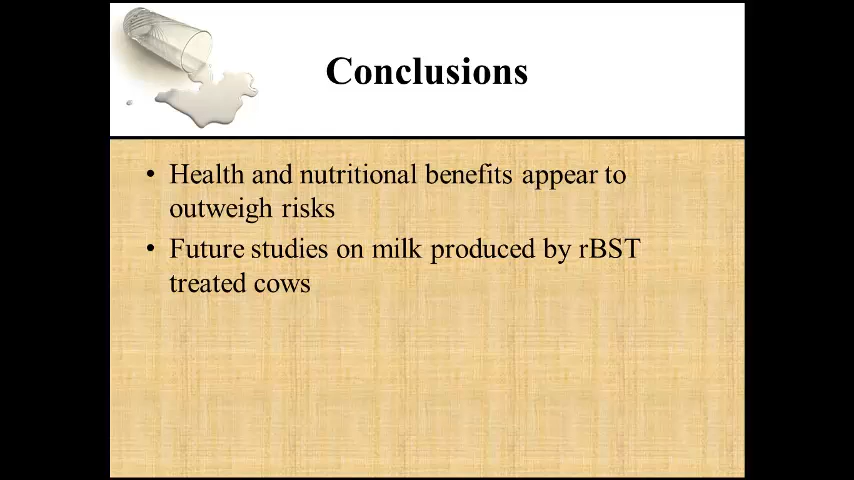 Conclusions
• Health and nutritional benefits appear to
outweigh risks
• Future studies on milk produced by rBST
treated cows